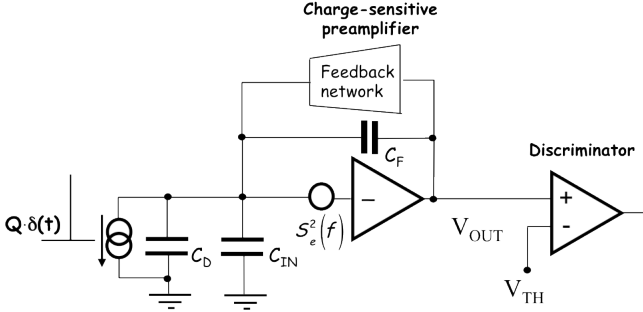 Charge-sensitive
preamplifier
Feedback
network
C_F
Discriminator
Q·δ(t)
C_D
C_IN
S_e^2(f)
−
V_OUT
+
-
V_TH